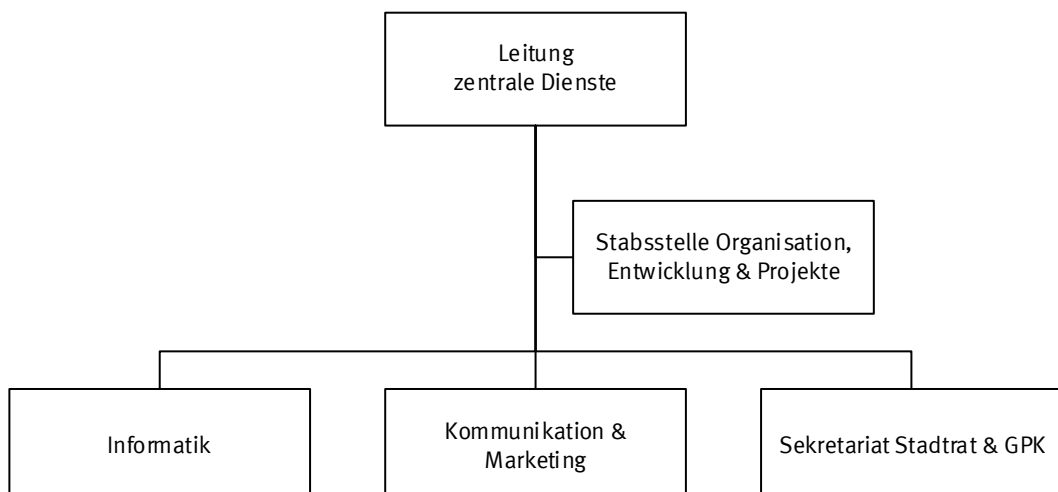 Leitung
zentrale Dienste
Stabsstelle Organisation,
Entwicklung & Projekte
Informatik
Kommunikation &
Marketing
Sekretariat Stadtrat & GPK